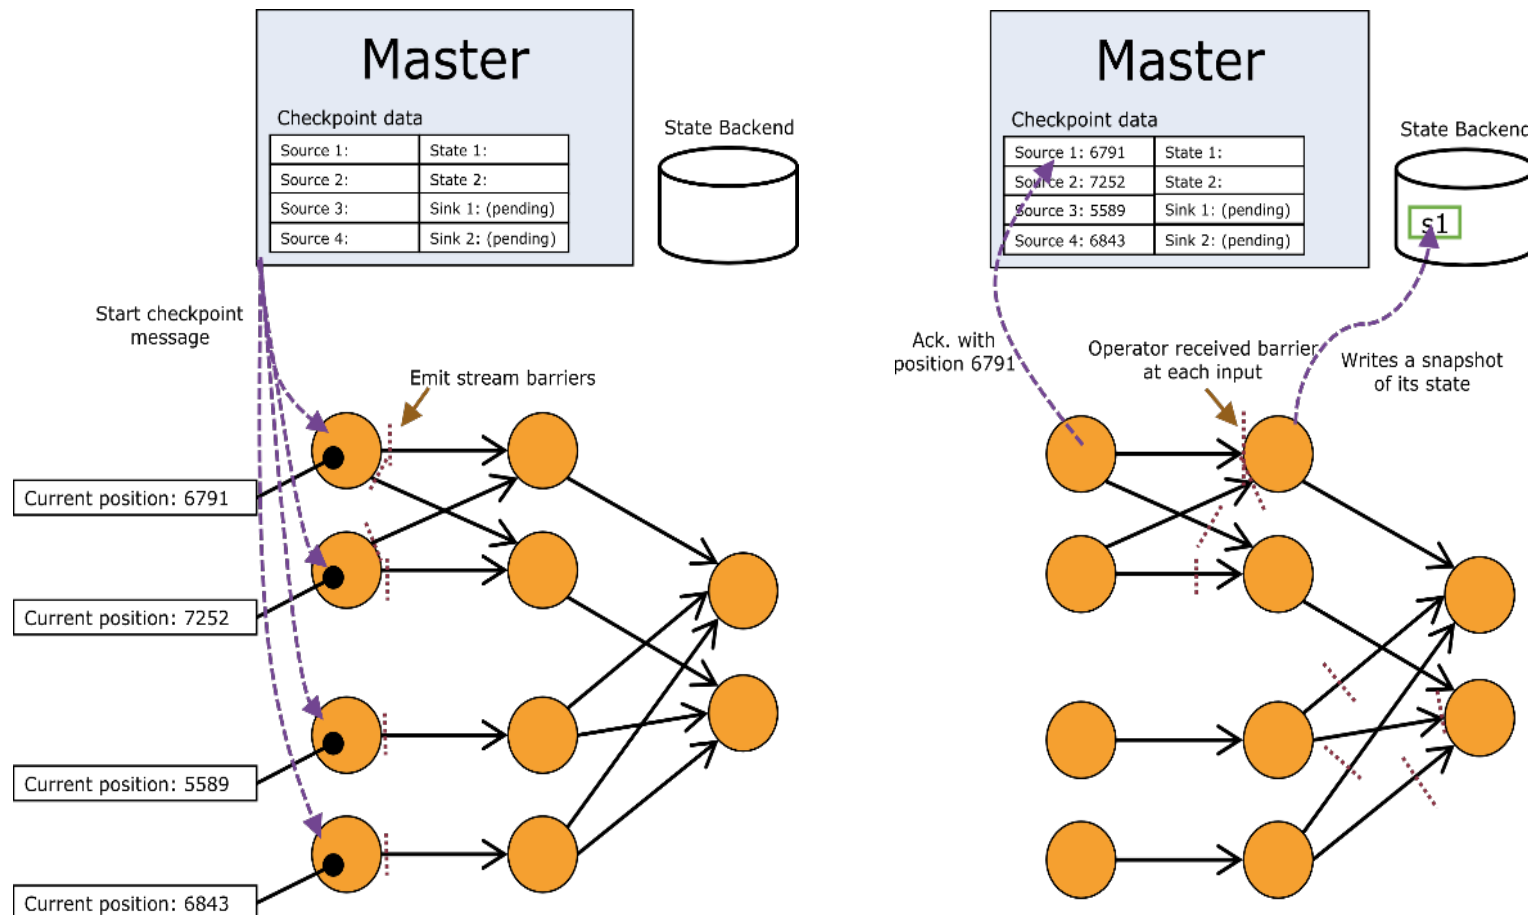 Master
Checkpoint data
Source 1:
State 1:
Source 2:
State 2:
Source 3:
Sink 1: (pending)
Source 4:
Sink 2: (pending)
State Backend
Start checkpoint
message
Emit stream barriers
Current position: 6791
Current position: 7252
Current position: 5589
Current position: 6843
Master
Checkpoint data
Source 1: 6791
State 1:
Source 2: 7252
State 2:
Source 3: 5589
Sink 1: (pending)
Source 4: 6843
Sink 2: (pending)
State Backend
s1
Ack. with
position 6791
Operator received barrier
at each input
Writes a snapshot
of its state